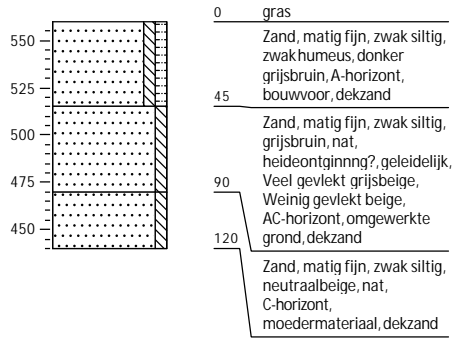 550
525
500
475
450
0 gras
Zand, matig fijn, zwak siltig,
zwak humeus, donker
grijsbruin, A-horizont,
bouwvoor, dekzand
45
Zand, matig fijn, zwak siltig,
grijsbruin, nat,
heideontginnng?, geleidelijk,
Veel gevlekt grijsbeige,
Weinig gevlekt beige,
AC-horizont, omgewerkte
grond, dekzand
90
120
Zand, matig fijn, zwak siltig,
neutraalbeige, nat,
C-horizont,
moedermateriaal, dekzand